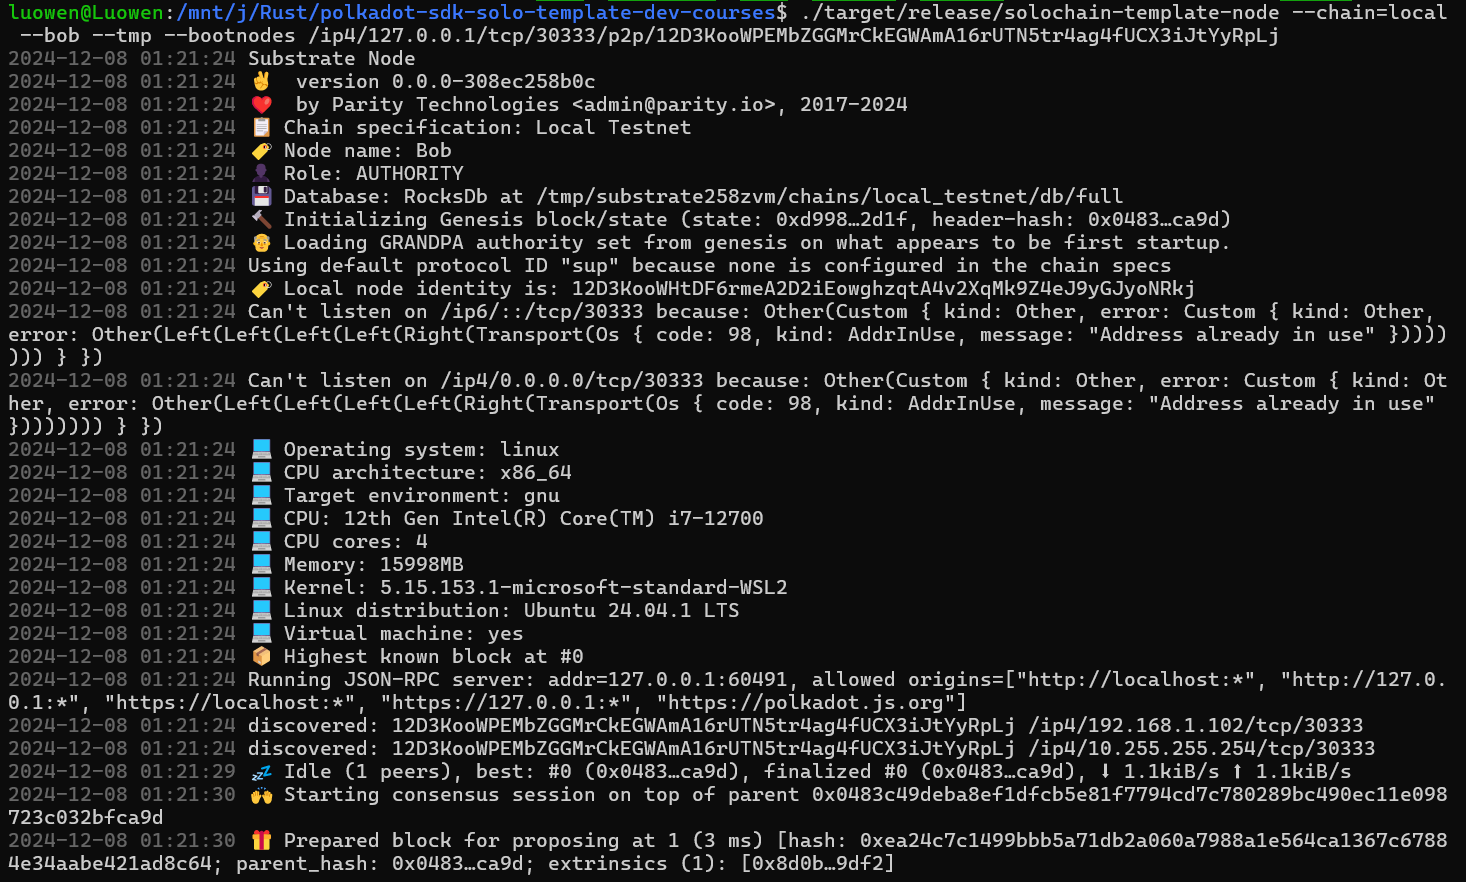 luowen@Luowen:/mnt/j/Rust/polkadot-sdk-solo-template-dev-courses$ ./target/release/solochain-template-node --chain=local
--bob --tmp --bootnodes /ip4/127.0.0.1/tcp/30333/p2p/12D3KooWPEMbZGGMrCkEGWAmA16rUTN5tr4ag4fUCX3iJtYyRpLj
2024-12-08 01:21:24 Substrate Node
2024-12-08 01:21:24 ✌️  version 0.0.0-308ec258b0c
2024-12-08 01:21:24 ❤️  by Parity Technologies <admin@parity.io>, 2017-2024
2024-12-08 01:21:24 📋 Chain specification: Local Testnet
2024-12-08 01:21:24 🏷 Node name: Bob
2024-12-08 01:21:24 👤 Role: AUTHORITY
2024-12-08 01:21:24 💾 Database: RocksDb at /tmp/substrate258zvm/chains/local_testnet/db/full
2024-12-08 01:21:24 🔨 Initializing Genesis block/state (state: 0xd998…2d1f, header-hash: 0x0483…ca9d)
2024-12-08 01:21:24 👴 Loading GRANDPA authority set from genesis on what appears to be first startup.
2024-12-08 01:21:24 Using default protocol ID "sup" because none is configured in the chain specs
2024-12-08 01:21:24 🏷 Local node identity is: 12D3KooWHtDF6rmeA2D2iEowghzqtA4v2XqMk9Z4eJ9yGJyoNRkj
2024-12-08 01:21:24 Can't listen on /ip6/::/tcp/30333 because: Other(Custom { kind: Other, error: Custom { kind: Other,
error: Other(Left(Left(Left(Left(Right(Transport(Os { code: 98, kind: AddrInUse, message: "Address already in use" })))))
))) } })
2024-12-08 01:21:24 Can't listen on /ip4/0.0.0.0/tcp/30333 because: Other(Custom { kind: Other, error: Custom { kind: Ot
her, error: Other(Left(Left(Left(Left(Right(Transport(Os { code: 98, kind: AddrInUse, message: "Address already in use"
})))))))) } })
2024-12-08 01:21:24 💻 Operating system: linux
2024-12-08 01:21:24 💻 CPU architecture: x86_64
2024-12-08 01:21:24 💻 Target environment: gnu
2024-12-08 01:21:24 💻 CPU: 12th Gen Intel(R) Core(TM) i7-12700
2024-12-08 01:21:24 💻 CPU cores: 4
2024-12-08 01:21:24 💻 Memory: 15998MB
2024-12-08 01:21:24 💻 Kernel: 5.15.153.1-microsoft-standard-WSL2
2024-12-08 01:21:24 💻 Linux distribution: Ubuntu 24.04.1 LTS
2024-12-08 01:21:24 💻 Virtual machine: yes
2024-12-08 01:21:24 📦 Highest known block at #0
2024-12-08 01:21:24 Running JSON-RPC server: addr=127.0.0.1:60491, allowed origins=["http://localhost:*", "http://127.0.
0.1:*", "https://localhost:*", "https://127.0.0.1:*", "https://polkadot.js.org"]
2024-12-08 01:21:24 discovered: 12D3KooWPEMbZGGMrCkEGWAmA16rUTN5tr4ag4fUCX3iJtYyRpLj /ip4/192.168.1.102/tcp/30333
2024-12-08 01:21:24 discovered: 12D3KooWPEMbZGGMrCkEGWAmA16rUTN5tr4ag4fUCX3iJtYyRpLj /ip4/10.255.255.254/tcp/30333
2024-12-08 01:21:29 💤 Idle (1 peers), best: #0 (0x0483…ca9d), finalized #0 (0x0483…ca9d), ⬇ 1.1kiB/s ⬆ 1.1kiB/s
2024-12-08 01:21:30 🙌 Starting consensus session on top of parent 0x0483c49deba8ef1dfcb5e81f7794cd7c780289bc490ec11e098
723c032bfca9d
2024-12-08 01:21:30 🎁 Prepared block for proposing at 1 (3 ms) [hash: 0xea24c7c1499bbb5a71db2a060a7988a1e564ca1367c6788
4e34aabe421ad8c64; parent_hash: 0x0483…ca9d; extrinsics (1): [0x8d0b…9df2]